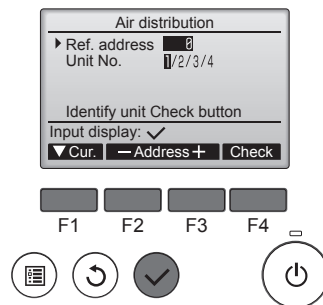 Air distribution
Ref. address 0
Unit No. 1/2/3/4
Identify unit Check button
Input display: ✓
▼ Cur. − Address + Check
F1 F2 F3 F4